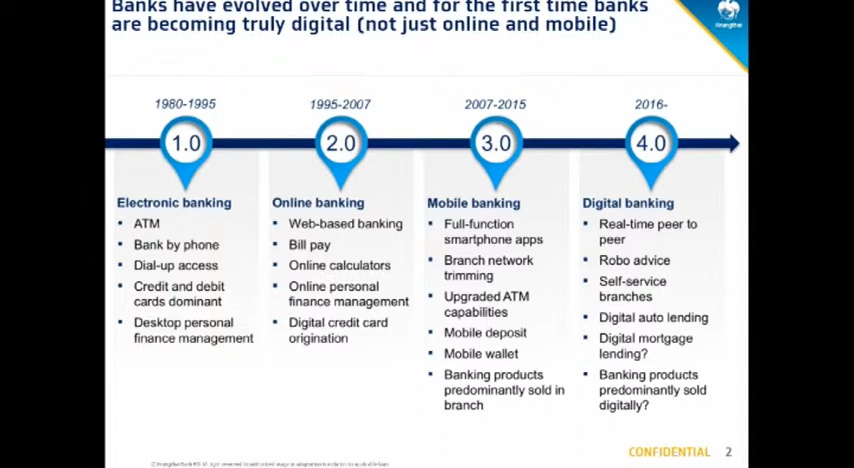 Banks have evolved over time and for the first time banks
are becoming truly digital (not just online and mobile)
Krungthai
1980-1995
1995-2007
2007-2015
2016-
1.0
2.0
3.0
4.0
Electronic banking
▪ ATM
▪ Bank by phone
▪ Dial-up access
▪ Credit and debit
cards dominant
▪ Desktop personal
finance management
Online banking
▪ Web-based banking
▪ Bill pay
▪ Online calculators
▪ Online personal
finance management
▪ Digital credit card
origination
Mobile banking
▪ Full-function
smartphone apps
▪ Branch network
trimming
▪ Upgraded ATM
capabilities
▪ Mobile deposit
▪ Mobile wallet
▪ Banking products
predominantly sold in
branch
Digital banking
▪ Real-time peer to
peer
▪ Robo advice
▪ Self-service
branches
▪ Digital auto lending
▪ Digital mortgage
lending?
▪ Banking products
predominantly sold
digitally?
CONFIDENTIAL 2